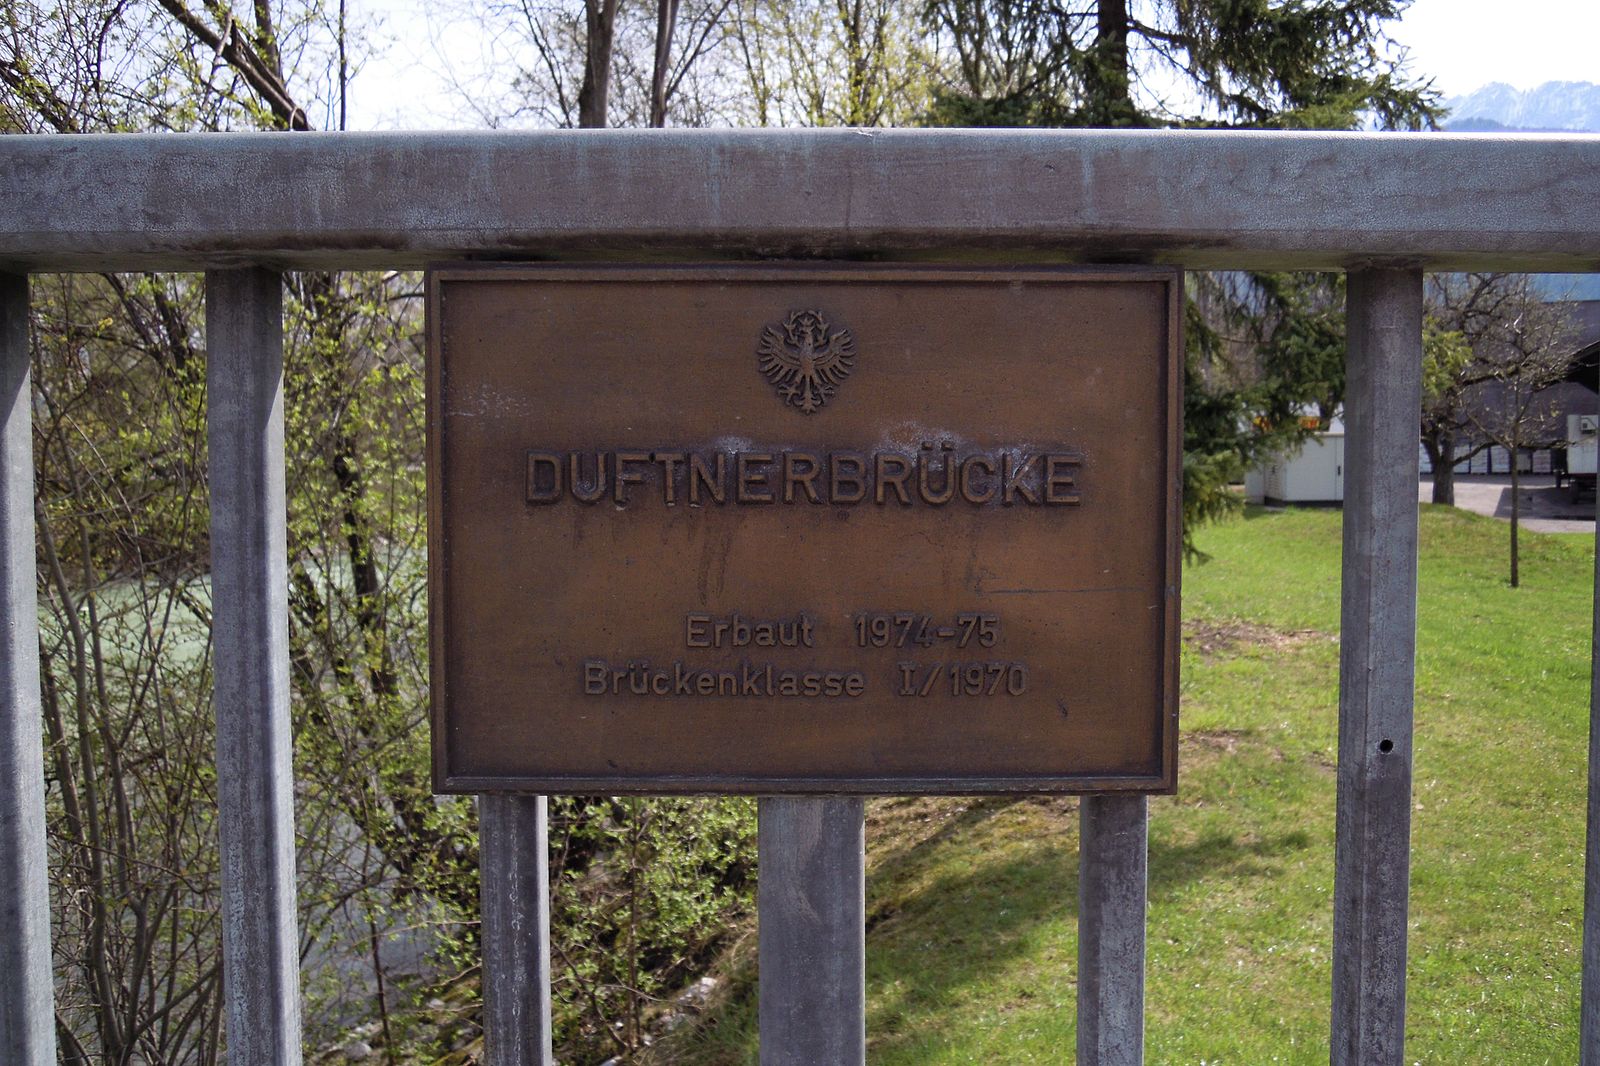 DUFTNERBRÜCKE
Erbaut 1974-75
Brückenklasse I/1970